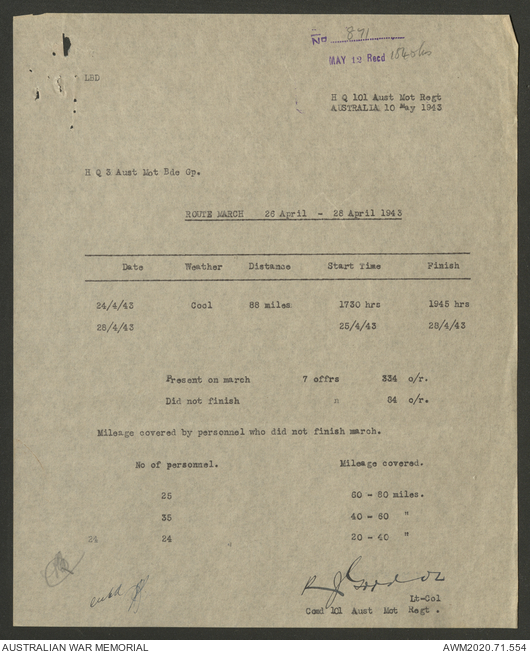 No 871
MAY 12 Recd 1545hrs
LBD
H Q 101 Aust Mot Regt
AUSTRALIA 10 May 1943
H Q 3 Aust Mot Bde Gp.
ROUTE MARCH 26 April - 28 April 1943
Date Weather Distance Start Time Finish
24/4/43 Cool 88 miles 1730 hrs 1945 hrs
28/4/43 25/4/43 28/4/43
Present on march 7 offrs 334 o/r.
Did not finish n 84 o/r.
Mileage covered by personnel who did not finish march.
No of personnel. Mileage covered.
25 60 - 80 miles.
35 40 - 60 "
24 24 20 - 40 "
Lt-Col
Comd 101 Aust Mot Regt .
AUSTRALIAN WAR MEMORIAL
AWM2020.71.554